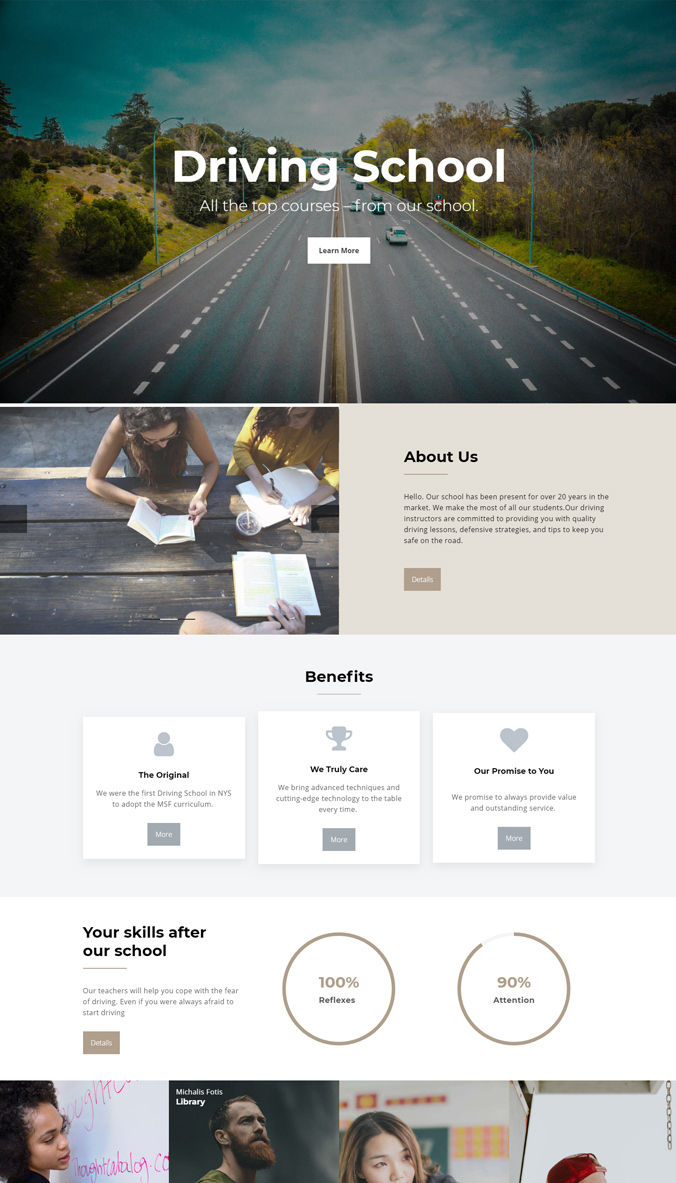 Driving School
All the top courses – from our school.
Learn More
About Us
Hello. Our school has been present for over 20 years in the
market. We make the most of all our students.Our driving
instructors are committed to providing you with quality
driving lessons, defensive strategies, and tips to keep you
safe on the road.
Details
Benefits
The Original
We were the first Driving School in NYS
to adopt the MSF curriculum.
More
We Truly Care
We bring advanced techniques and
cutting-edge technology to the table
every time.
More
Our Promise to You
We promise to always provide value
and outstanding service.
More
Your skills after
our school
Our teachers will help you cope with the fear
of driving. Even if you were always afraid to
start driving
Details
100%
Reflexes
90%
Attention
Michalis Fotis
Library